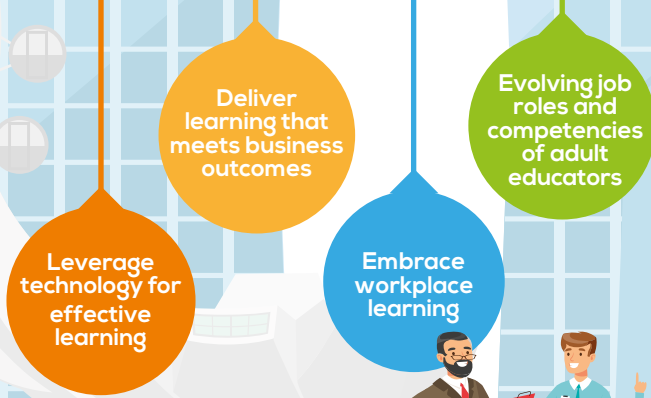 Leverage
technology for
effective
learning
Deliver
learning that
meets business
outcomes
Embrace
workplace
learning
Evolving job
roles and
competencies
of adult
educators